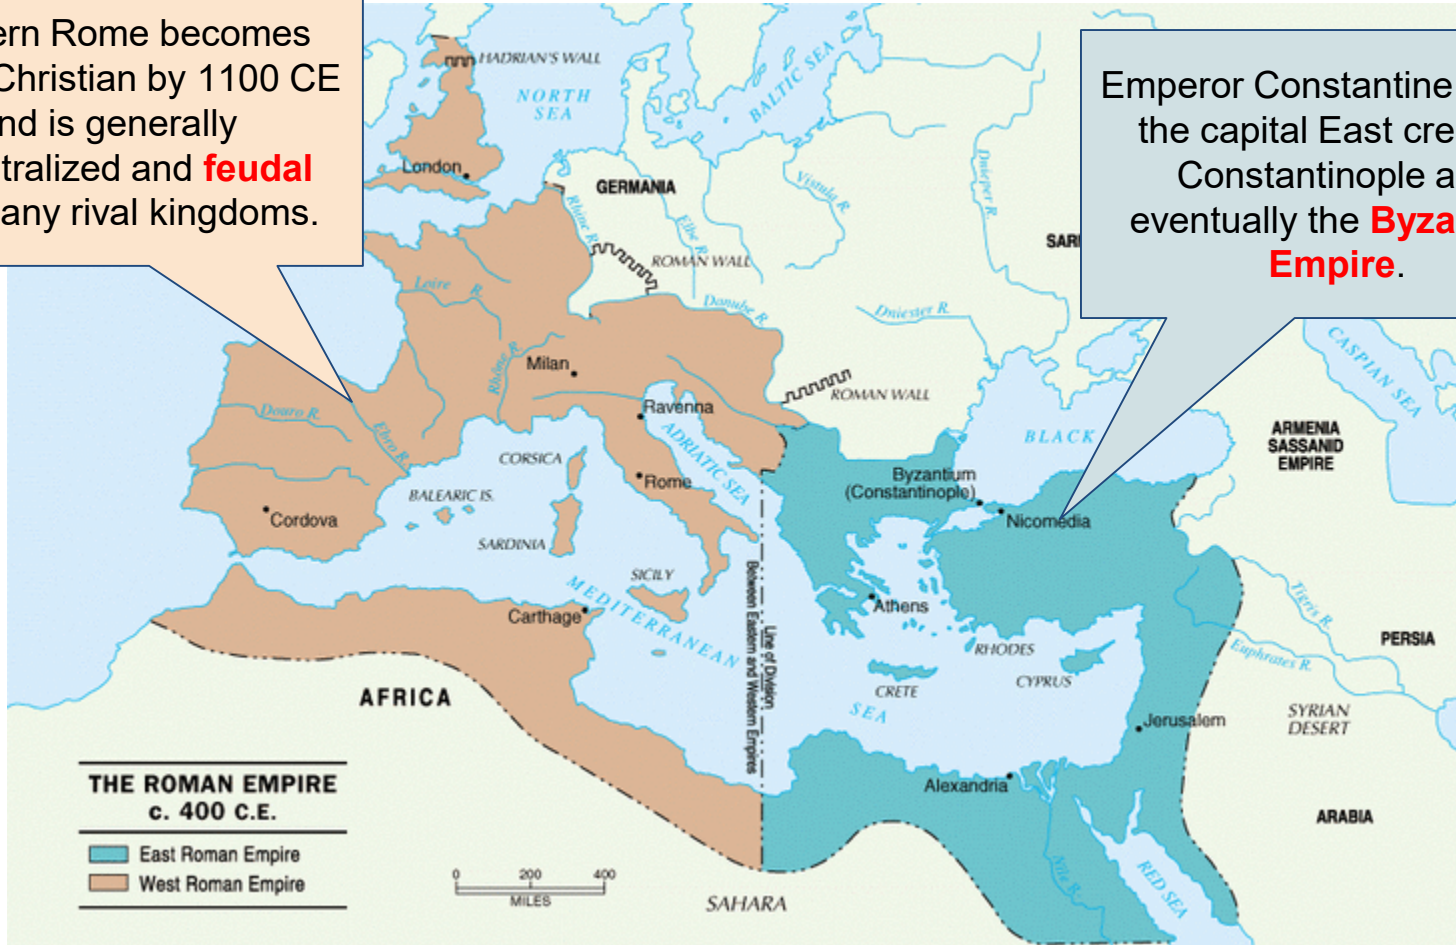 ern Rome becomes
Christian by 1100 CE
nd is generally
tralized and feudal
any rival kingdoms.
Emperor Constantine
the capital East cre
Constantinople a
eventually the Byza
Empire.
HADRIAN'S WALL
NORTH
SEA
BALTIC SEA
London
GERMANIA
Rhine R.
Elbe R.
Vistula R.
Dnieper R.
SAR
ROMAN WALL
Loire R.
Danube R.
Dniester R.
CASPIAN SEA
Milan
Rhône R.
ROMAN WALL
Ravenna
Douro R.
Ebro R.
ADRIATIC SEA
BLACK
ARMENIA
SASSANID
EMPIRE
CORSICA
Rome
Byzantium
(Constantinople)
BALEARIC IS.
Cordova
Nicomedia
SARDINIA
SICILY
MEDITERRANEAN
SEA
Carthage
Athens
Line of Division
Between Eastern and Western Empires
RHODES
CRETE
CYPRUS
Tigris R.
Euphrates R.
PERSIA
AFRICA
SYRIAN
DESERT
Jerusalem
Alexandria
ARABIA
THE ROMAN EMPIRE
c. 400 C.E.
East Roman Empire
West Roman Empire
0 200 400
MILES
SAHARA
Nile R.
RED SEA